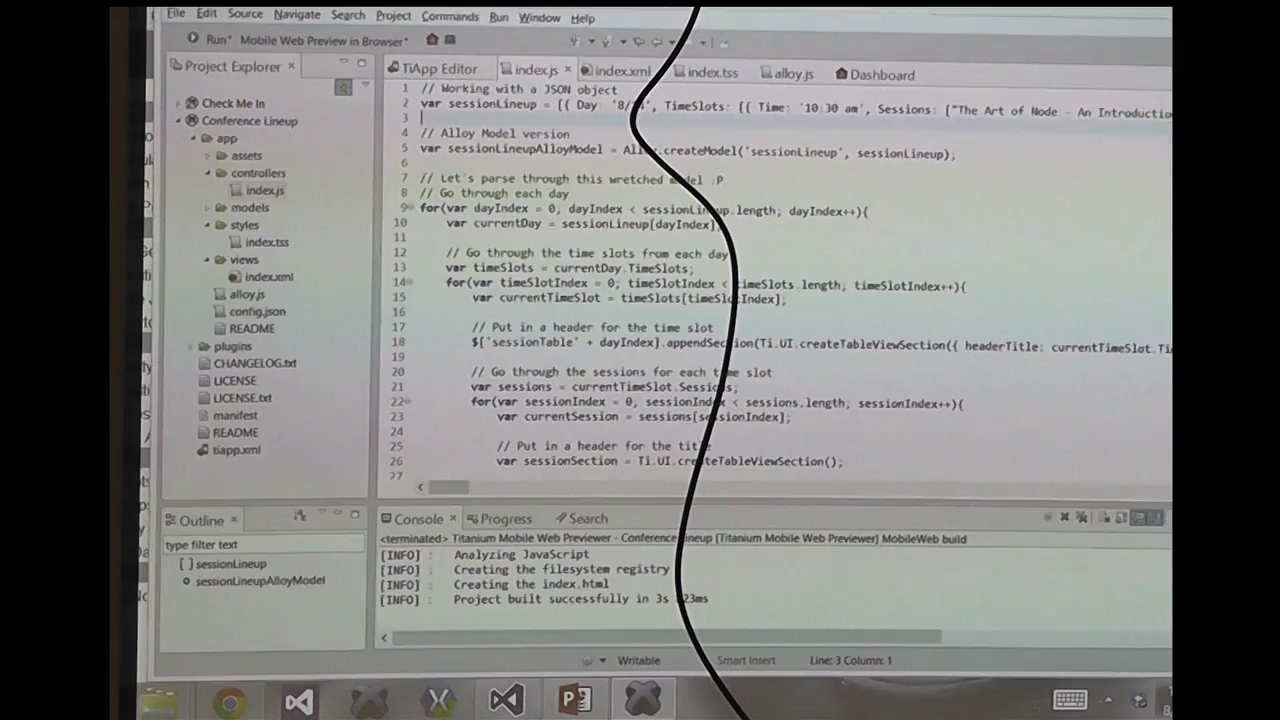 File Edit Source Navigate Search Project Commands Run Window Help
Run* Mobile Web Preview in Browser*
Project Explorer
Check Me In
Conference Lineup
app
assets
controllers
index.js
models
styles
index.tss
views
index.xml
alloy.js
config.json
README
plugins
CHANGELOG.txt
LICENSE
LICENSE.txt
manifest
README
tiapp.xml
TiApp Editor index.js index.xml index.tss alloy.js Dashboard
1 // Working with a JSON object
2 var sessionLineup = [{ Day: '8/ ', TimeSlots: [{ Time: '10:30 am', Sessions: ["The Art of Node - An Introductio
3
4 // Alloy Model version
5 var sessionLineupAlloyModel = Alloy.createModel('sessionLineup', sessionLineup);
6
7 // Let's parse through this wretched model :P
8 // Go through each day
9 for(var dayIndex = 0; dayIndex < sessionLineup.length; dayIndex++){
10 var currentDay = sessionLineup[dayIndex];
11
12 // Go through the time slots from each day
13 var timeSlots = currentDay.TimeSlots;
14 for(var timeSlotIndex = 0; timeSlotIndex < timeSlots.length; timeSlotIndex++){
15 var currentTimeSlot = timeSlots[timeSlotIndex];
16
17 // Put in a header for the time slot
18 $['sessionTable' + dayIndex].appendSection(Ti.UI.createTableViewSection({ headerTitle: currentTimeSlot.Ti
19
20 // Go through the sessions for each time slot
21 var sessions = currentTimeSlot.Sessions;
22 for(var sessionIndex = 0; sessionIndex < sessions.length; sessionIndex++){
23 var currentSession = sessions[sessionIndex];
24
25 // Put in a header for the title
26 var sessionSection = Ti.UI.createTableViewSection();
27
Outline
type filter text
[ ] sessionLineup
sessionLineupAlloyModel
Console Progress Search
<terminated> Titanium Mobile Web Previewer - Conference Lineup [Titanium Mobile Web Previewer] MobileWeb build
[INFO] : Analyzing JavaScript
[INFO] : Creating the filesystem registry
[INFO] : Creating the index.html
[INFO] : Project built successfully in 3s 23ms
Writable Smart Insert Line: 3 Column: 1